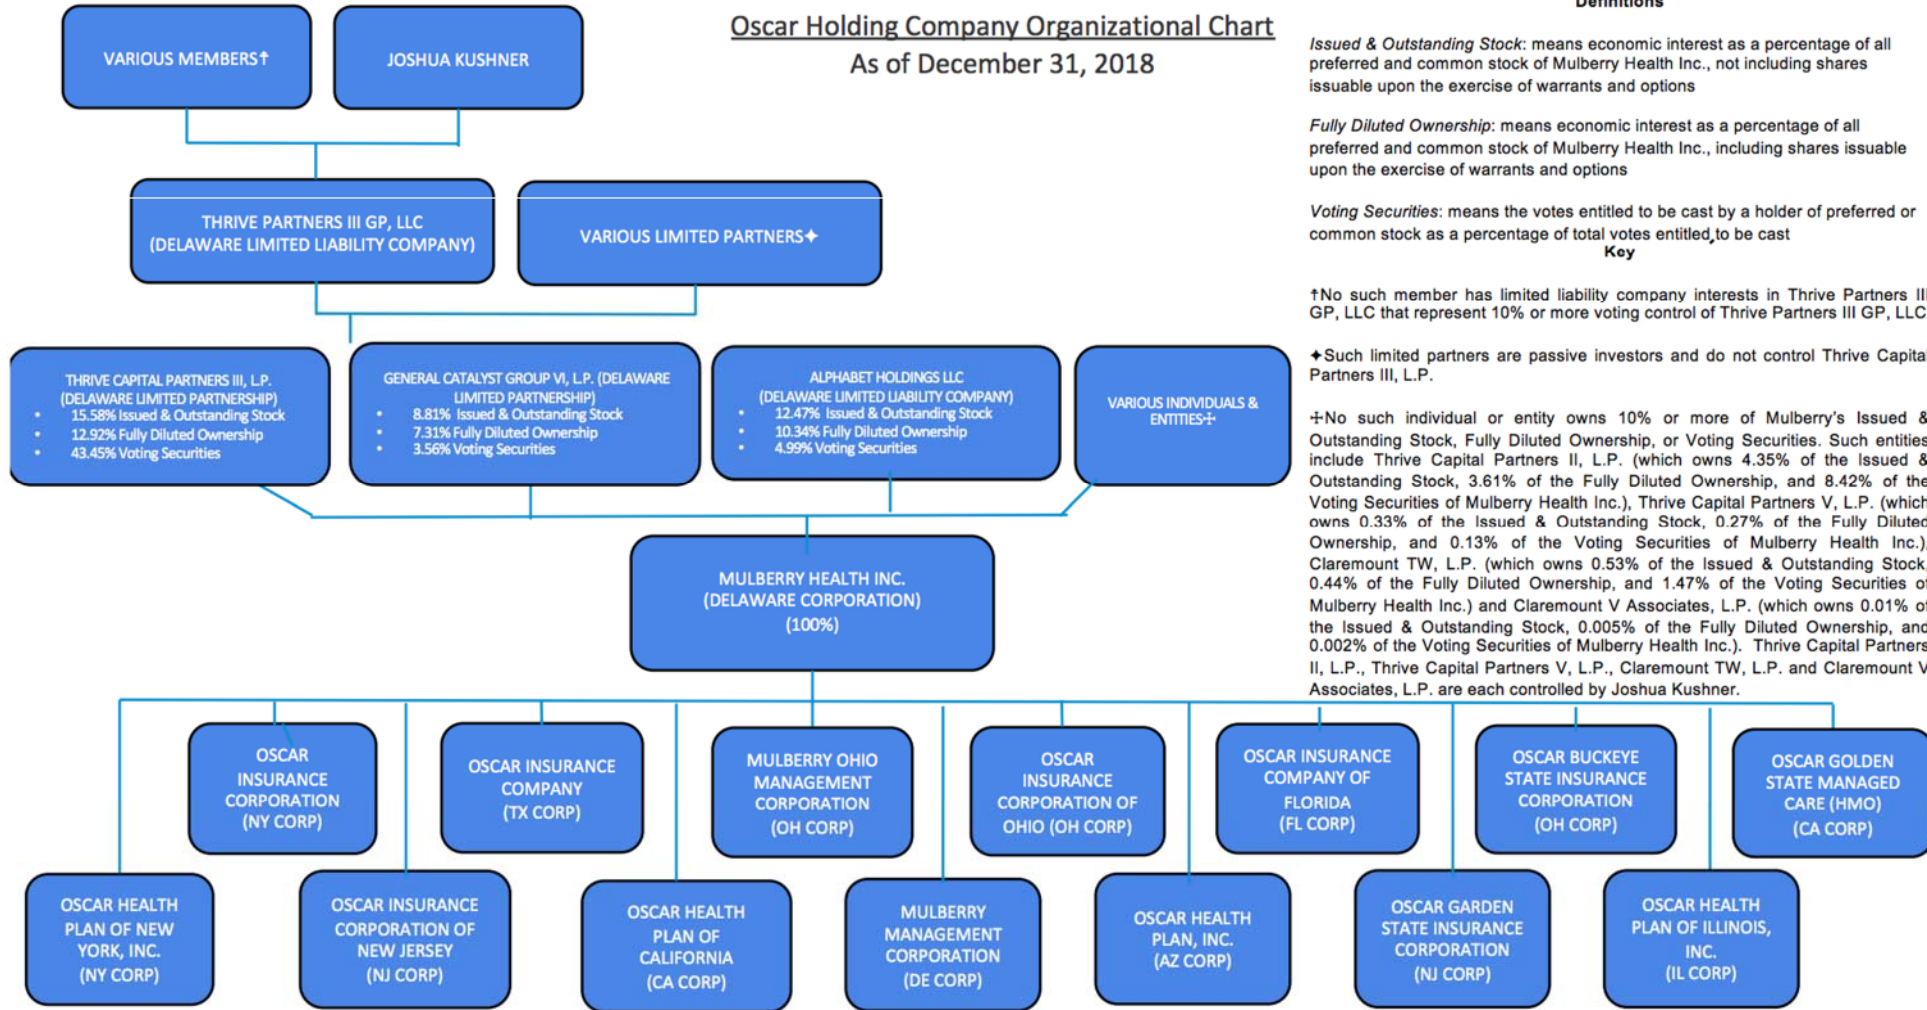 Oscar Holding Company Organizational Chart
As of December 31, 2018
VARIOUS MEMBERS†
JOSHUA KUSHNER
THRIVE PARTNERS III GP, LLC
(DELAWARE LIMITED LIABILITY COMPANY)
VARIOUS LIMITED PARTNERS✦
THRIVE CAPITAL PARTNERS III, L.P.
(DELAWARE LIMITED PARTNERSHIP)
• 15.58% Issued & Outstanding Stock
• 12.92% Fully Diluted Ownership
• 43.45% Voting Securities
GENERAL CATALYST GROUP VI, L.P. (DELAWARE
LIMITED PARTNERSHIP)
• 8.81% Issued & Outstanding Stock
• 7.31% Fully Diluted Ownership
• 3.56% Voting Securities
ALPHABET HOLDINGS LLC
(DELAWARE LIMITED LIABILITY COMPANY)
• 12.47% Issued & Outstanding Stock
• 10.34% Fully Diluted Ownership
• 4.99% Voting Securities
VARIOUS INDIVIDUALS &
ENTITIES☩
MULBERRY HEALTH INC.
(DELAWARE CORPORATION)
(100%)
OSCAR
INSURANCE
CORPORATION
(NY CORP)
OSCAR INSURANCE
COMPANY
(TX CORP)
MULBERRY OHIO
MANAGEMENT
CORPORATION
(OH CORP)
OSCAR
INSURANCE
CORPORATION OF
OHIO (OH CORP)
OSCAR INSURANCE
COMPANY OF
FLORIDA
(FL CORP)
OSCAR BUCKEYE
STATE INSURANCE
CORPORATION
(OH CORP)
OSCAR GOLDEN
STATE MANAGED
CARE (HMO)
(CA CORP)
OSCAR HEALTH
PLAN OF NEW
YORK, INC.
(NY CORP)
OSCAR INSURANCE
CORPORATION OF
NEW JERSEY
(NJ CORP)
OSCAR HEALTH
PLAN OF
CALIFORNIA
(CA CORP)
MULBERRY
MANAGEMENT
CORPORATION
(DE CORP)
OSCAR HEALTH
PLAN, INC.
(AZ CORP)
OSCAR GARDEN
STATE INSURANCE
CORPORATION
(NJ CORP)
OSCAR HEALTH
PLAN OF ILLINOIS,
INC.
(IL CORP)
Definitions
Issued & Outstanding Stock: means economic interest as a percentage of all
preferred and common stock of Mulberry Health Inc., not including shares
issuable upon the exercise of warrants and options
Fully Diluted Ownership: means economic interest as a percentage of all
preferred and common stock of Mulberry Health Inc., including shares issuable
upon the exercise of warrants and options
Voting Securities: means the votes entitled to be cast by a holder of preferred or
common stock as a percentage of total votes entitled to be cast
Key
†No such member has limited liability company interests in Thrive Partners III
GP, LLC that represent 10% or more voting control of Thrive Partners III GP, LLC
✦Such limited partners are passive investors and do not control Thrive Capital
Partners III, L.P.
☩No such individual or entity owns 10% or more of Mulberry's Issued &
Outstanding Stock, Fully Diluted Ownership, or Voting Securities. Such entities
include Thrive Capital Partners II, L.P. (which owns 4.35% of the Issued &
Outstanding Stock, 3.61% of the Fully Diluted Ownership, and 8.42% of the
Voting Securities of Mulberry Health Inc.), Thrive Capital Partners V, L.P. (which
owns 0.33% of the Issued & Outstanding Stock, 0.27% of the Fully Diluted
Ownership, and 0.13% of the Voting Securities of Mulberry Health Inc.),
Claremount TW, L.P. (which owns 0.53% of the Issued & Outstanding Stock,
0.44% of the Fully Diluted Ownership, and 1.47% of the Voting Securities of
Mulberry Health Inc.) and Claremount V Associates, L.P. (which owns 0.01% of
the Issued & Outstanding Stock, 0.005% of the Fully Diluted Ownership, and
0.002% of the Voting Securities of Mulberry Health Inc.). Thrive Capital Partners
II, L.P., Thrive Capital Partners V, L.P., Claremount TW, L.P. and Claremount V
Associates, L.P. are each controlled by Joshua Kushner.